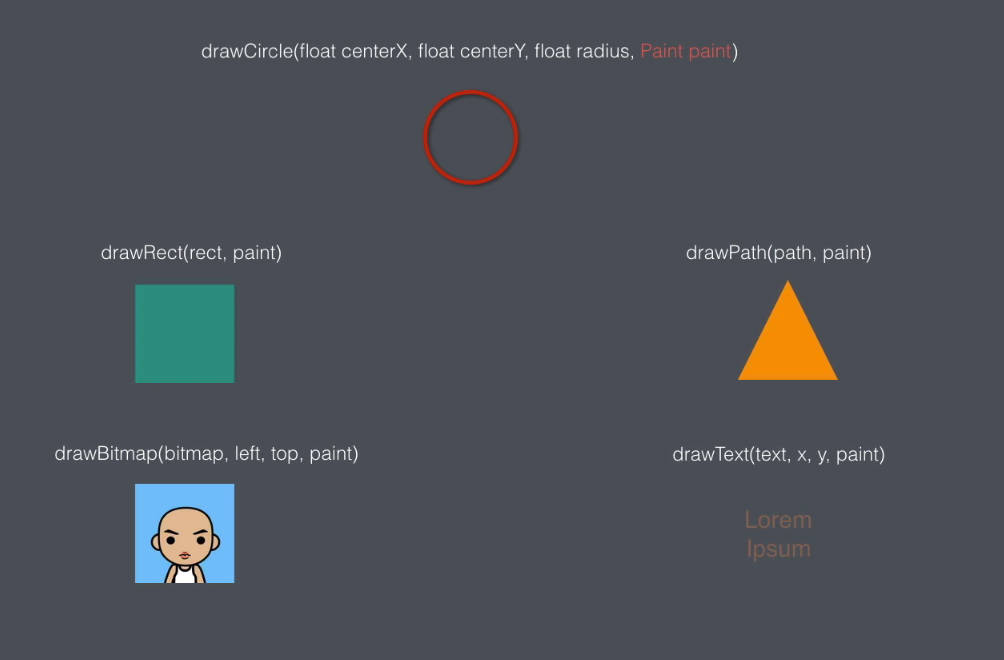 drawCircle(float centerX, float centerY, float radius, Paint paint)
drawRect(rect, paint)
drawPath(path, paint)
drawBitmap(bitmap, left, top, paint)
drawText(text, x, y, paint)
Lorem
Ipsum